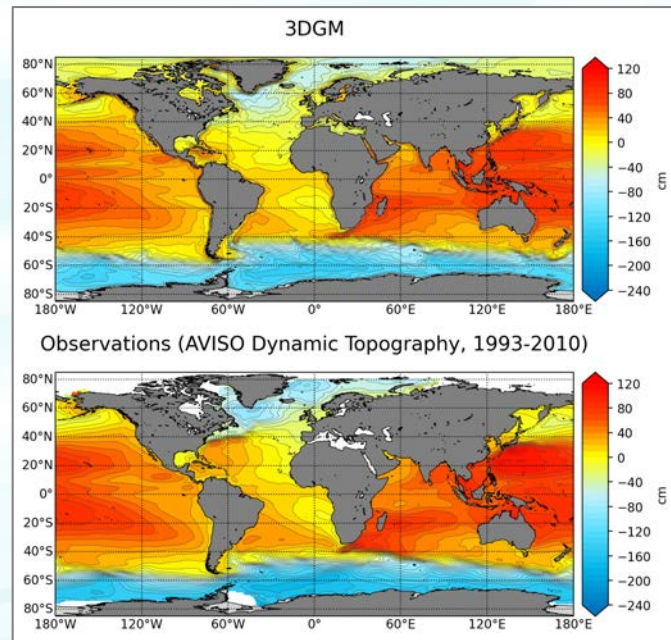 3DGM
80°N
60°N
40°N
20°N
0°
20°S
40°S
60°S
80°S
180°W 120°W 60°W 0° 60°E 120°E 180°E
120
80
40
0
−40
−80
−120
−160
−200
−240
cm
Observations (AVISO Dynamic Topography, 1993-2010)
80°N
60°N
40°N
20°N
0°
20°S
40°S
60°S
80°S
180°W 120°W 60°W 0° 60°E 120°E 180°E
120
80
40
0
−40
−80
−120
−160
−200
−240
cm